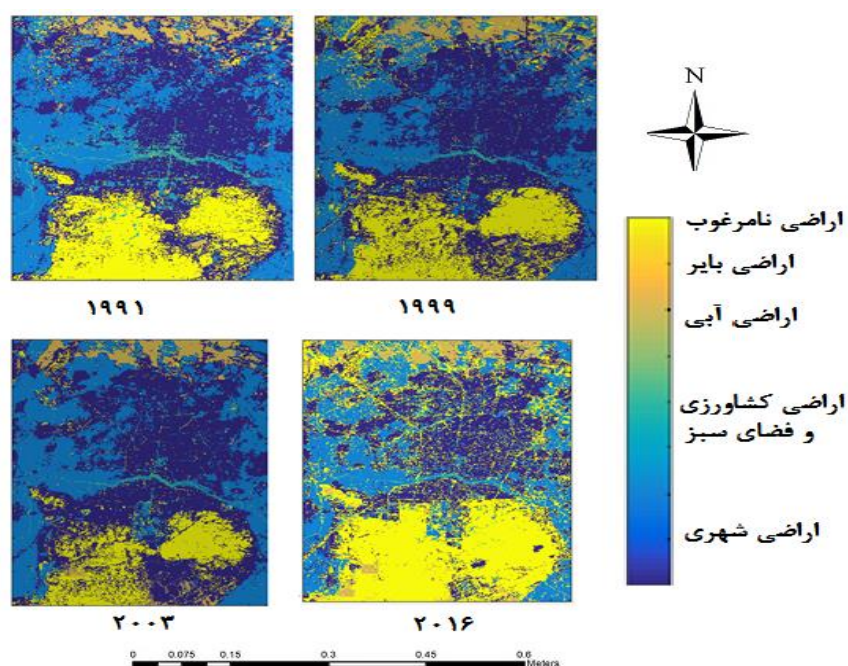 N
۱۹۹۱
۱۹۹۹
اراضی نامرغوب
اراضی بایر
اراضی آبی
اراضی کشاورزی
و فضای سبز
اراضی شهری
۲۰۰۳
۲۰۱۶
0 0.075 0.15 0.3 0.45 0.6
Meters